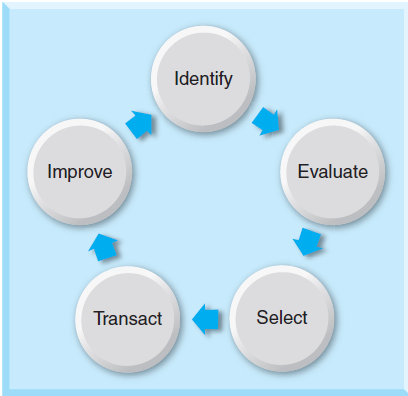 Identify
Evaluate
Select
Transact
Improve